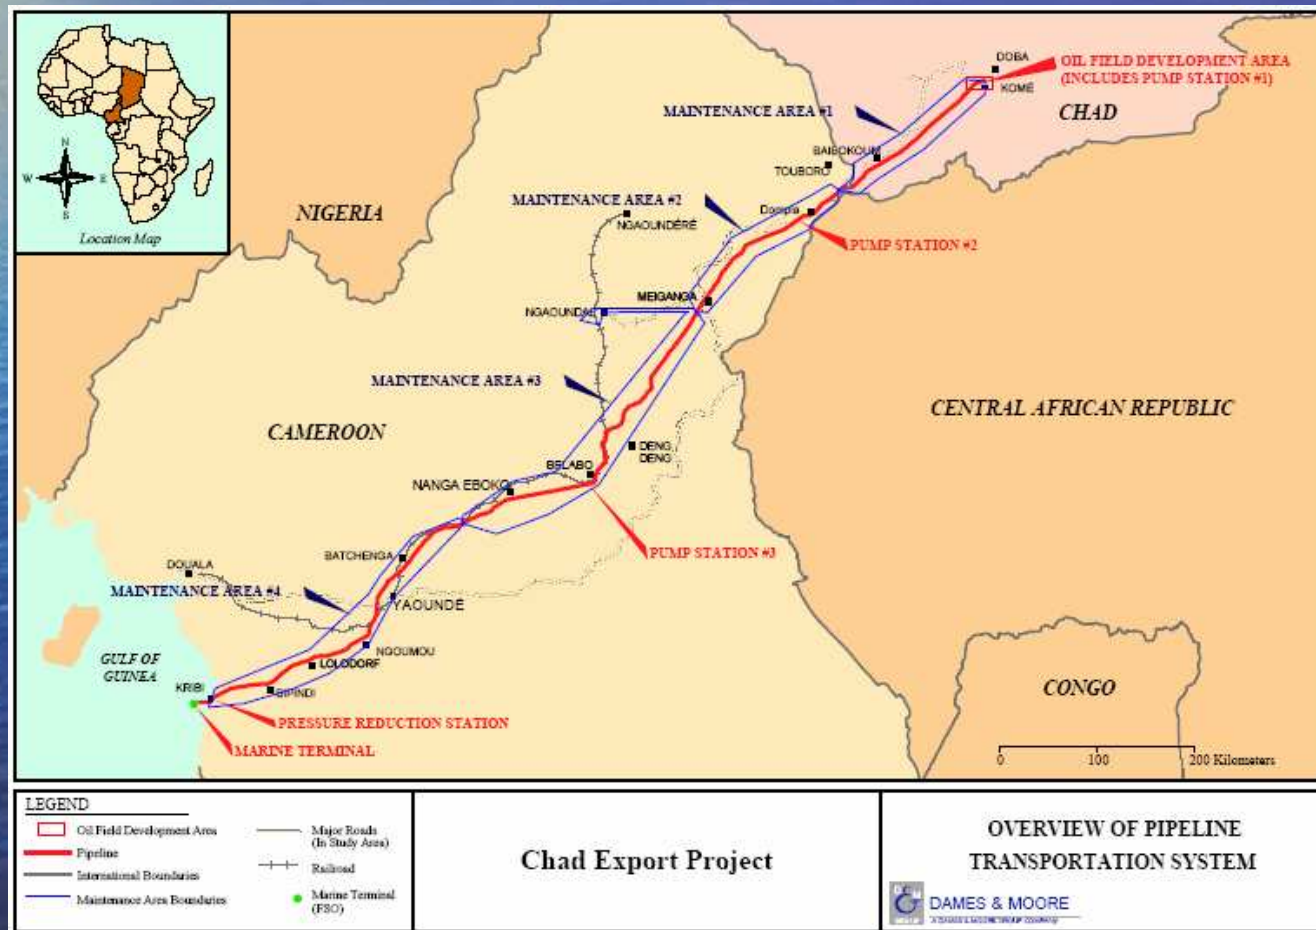 DOBA
OIL FIELD DEVELOPMENT AREA
(INCLUDES PUMP STATION #1)
KOMÉ
CHAD
MAINTENANCE AREA #1
BAIBOKOUM
TOUBORO
N
W
E
S
Location Map
NIGERIA
MAINTENANCE AREA #2
NGAOUNDÉRÉ
Dompla
PUMP STATION #2
MEIGANGA
NGAOUNDAL
MAINTENANCE AREA #3
CAMEROON
CENTRAL AFRICAN REPUBLIC
DENG
DENG
BELABO
NANGA EBOKO
PUMP STATION #3
BATCHENGA
DOUALA
MAINTENANCE AREA #4
YAOUNDÉ
NGOUMOU
LOLODORF
GULF OF
GUINEA
KRIBI
BIPINDI
CONGO
PRESSURE REDUCTION STATION
MARINE TERMINAL
0 100 200 Kilometers
LEGEND
Oil Field Development Area
Pipeline
International Boundaries
Maintenance Area Boundaries
Major Roads
(In Study Area)
Railroad
Marine Terminal
(FSO)
Chad Export Project
OVERVIEW OF PIPELINE
TRANSPORTATION SYSTEM
DAMES & MOORE
A DAMES & MOORE GROUP COMPANY